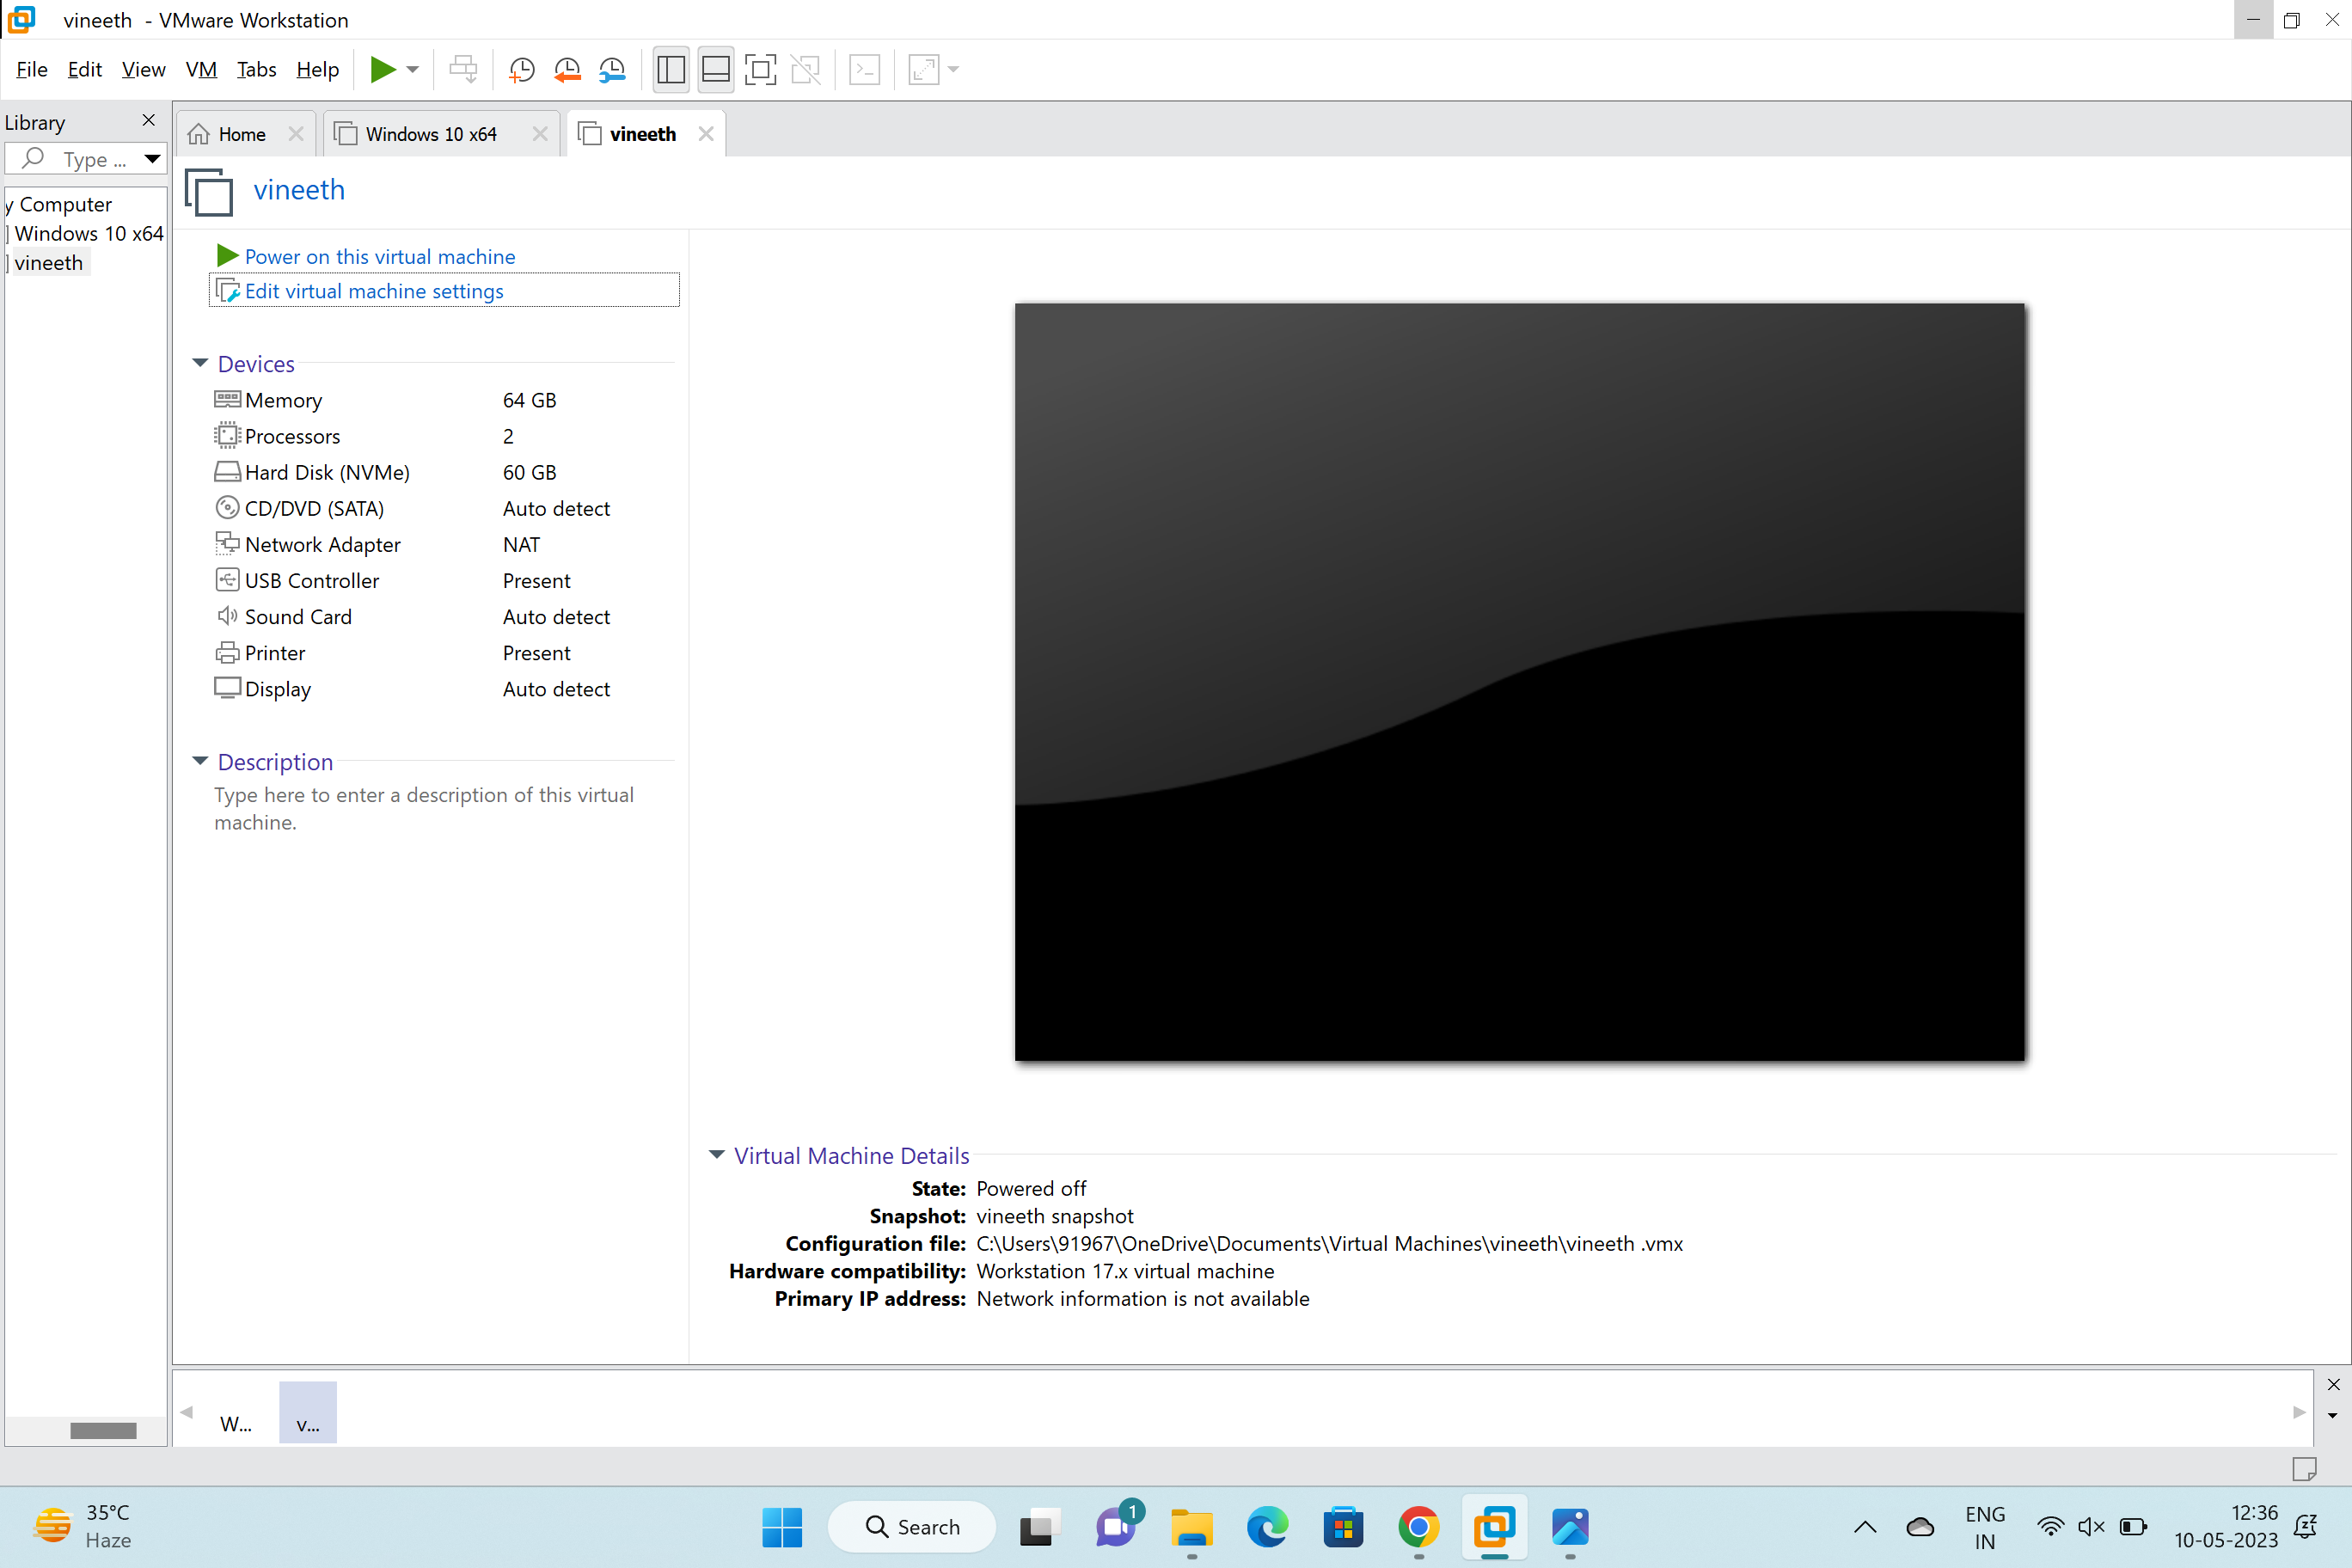 vineeth - VMware Workstation
File Edit View VM Tabs Help
Library
Type ...
y Computer
Windows 10 x64
vineeth
Home Windows 10 x64 vineeth
vineeth
Power on this virtual machine
Edit virtual machine settings
Devices
Memory 64 GB
Processors 2
Hard Disk (NVMe) 60 GB
CD/DVD (SATA) Auto detect
Network Adapter NAT
USB Controller Present
Sound Card Auto detect
Printer Present
Display Auto detect
Description
Type here to enter a description of this virtual
machine.
Virtual Machine Details
State: Powered off
Snapshot: vineeth snapshot
Configuration file: C:\Users\91967\OneDrive\Documents\Virtual Machines\vineeth\vineeth .vmx
Hardware compatibility: Workstation 17.x virtual machine
Primary IP address: Network information is not available
W... v...
35°C
Haze
Search
1
ENG
IN
12:36
10-05-2023